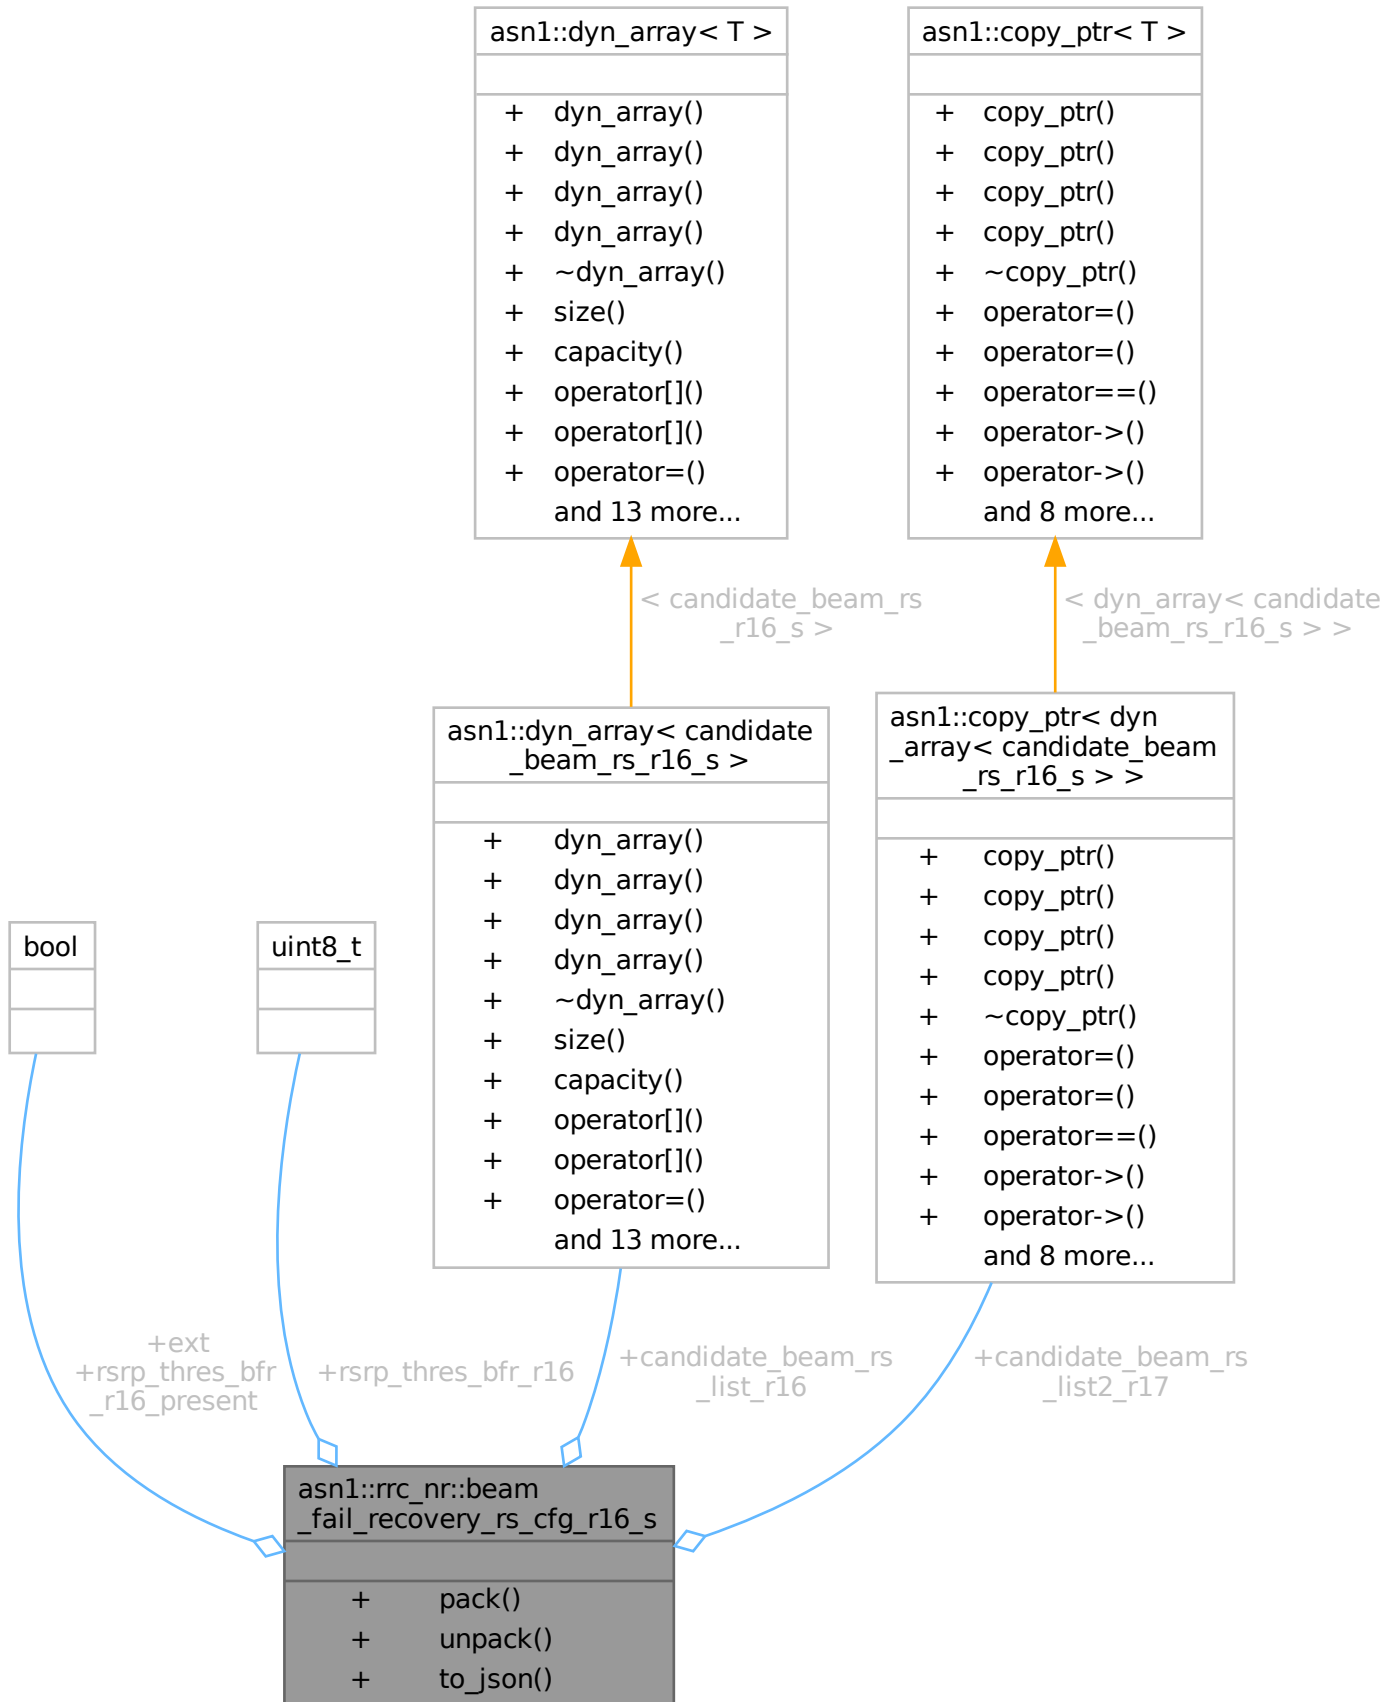 asn1::dyn_array< T >
+ dyn_array()
+ dyn_array()
+ dyn_array()
+ dyn_array()
+ ~dyn_array()
+ size()
+ capacity()
+ operator[]()
+ operator[]()
+ operator=()
and 13 more...
asn1::copy_ptr< T >
+ copy_ptr()
+ copy_ptr()
+ copy_ptr()
+ copy_ptr()
+ ~copy_ptr()
+ operator=()
+ operator=()
+ operator==()
+ operator->()
+ operator->()
and 8 more...
< candidate_beam_rs
_r16_s >
< dyn_array< candidate
_beam_rs_r16_s > >
asn1::dyn_array< candidate
_beam_rs_r16_s >
+ dyn_array()
+ dyn_array()
+ dyn_array()
+ dyn_array()
+ ~dyn_array()
+ size()
+ capacity()
+ operator[]()
+ operator[]()
+ operator=()
and 13 more...
asn1::copy_ptr< dyn
_array< candidate_beam
_rs_r16_s > >
+ copy_ptr()
+ copy_ptr()
+ copy_ptr()
+ copy_ptr()
+ ~copy_ptr()
+ operator=()
+ operator=()
+ operator==()
+ operator->()
+ operator->()
and 8 more...
bool
uint8_t
+ext
+rsrp_thres_bfr
_r16_present
+rsrp_thres_bfr_r16
+candidate_beam_rs
_list_r16
+candidate_beam_rs
_list2_r17
asn1::rrc_nr::beam
_fail_recovery_rs_cfg_r16_s
+ pack()
+ unpack()
+ to_json()